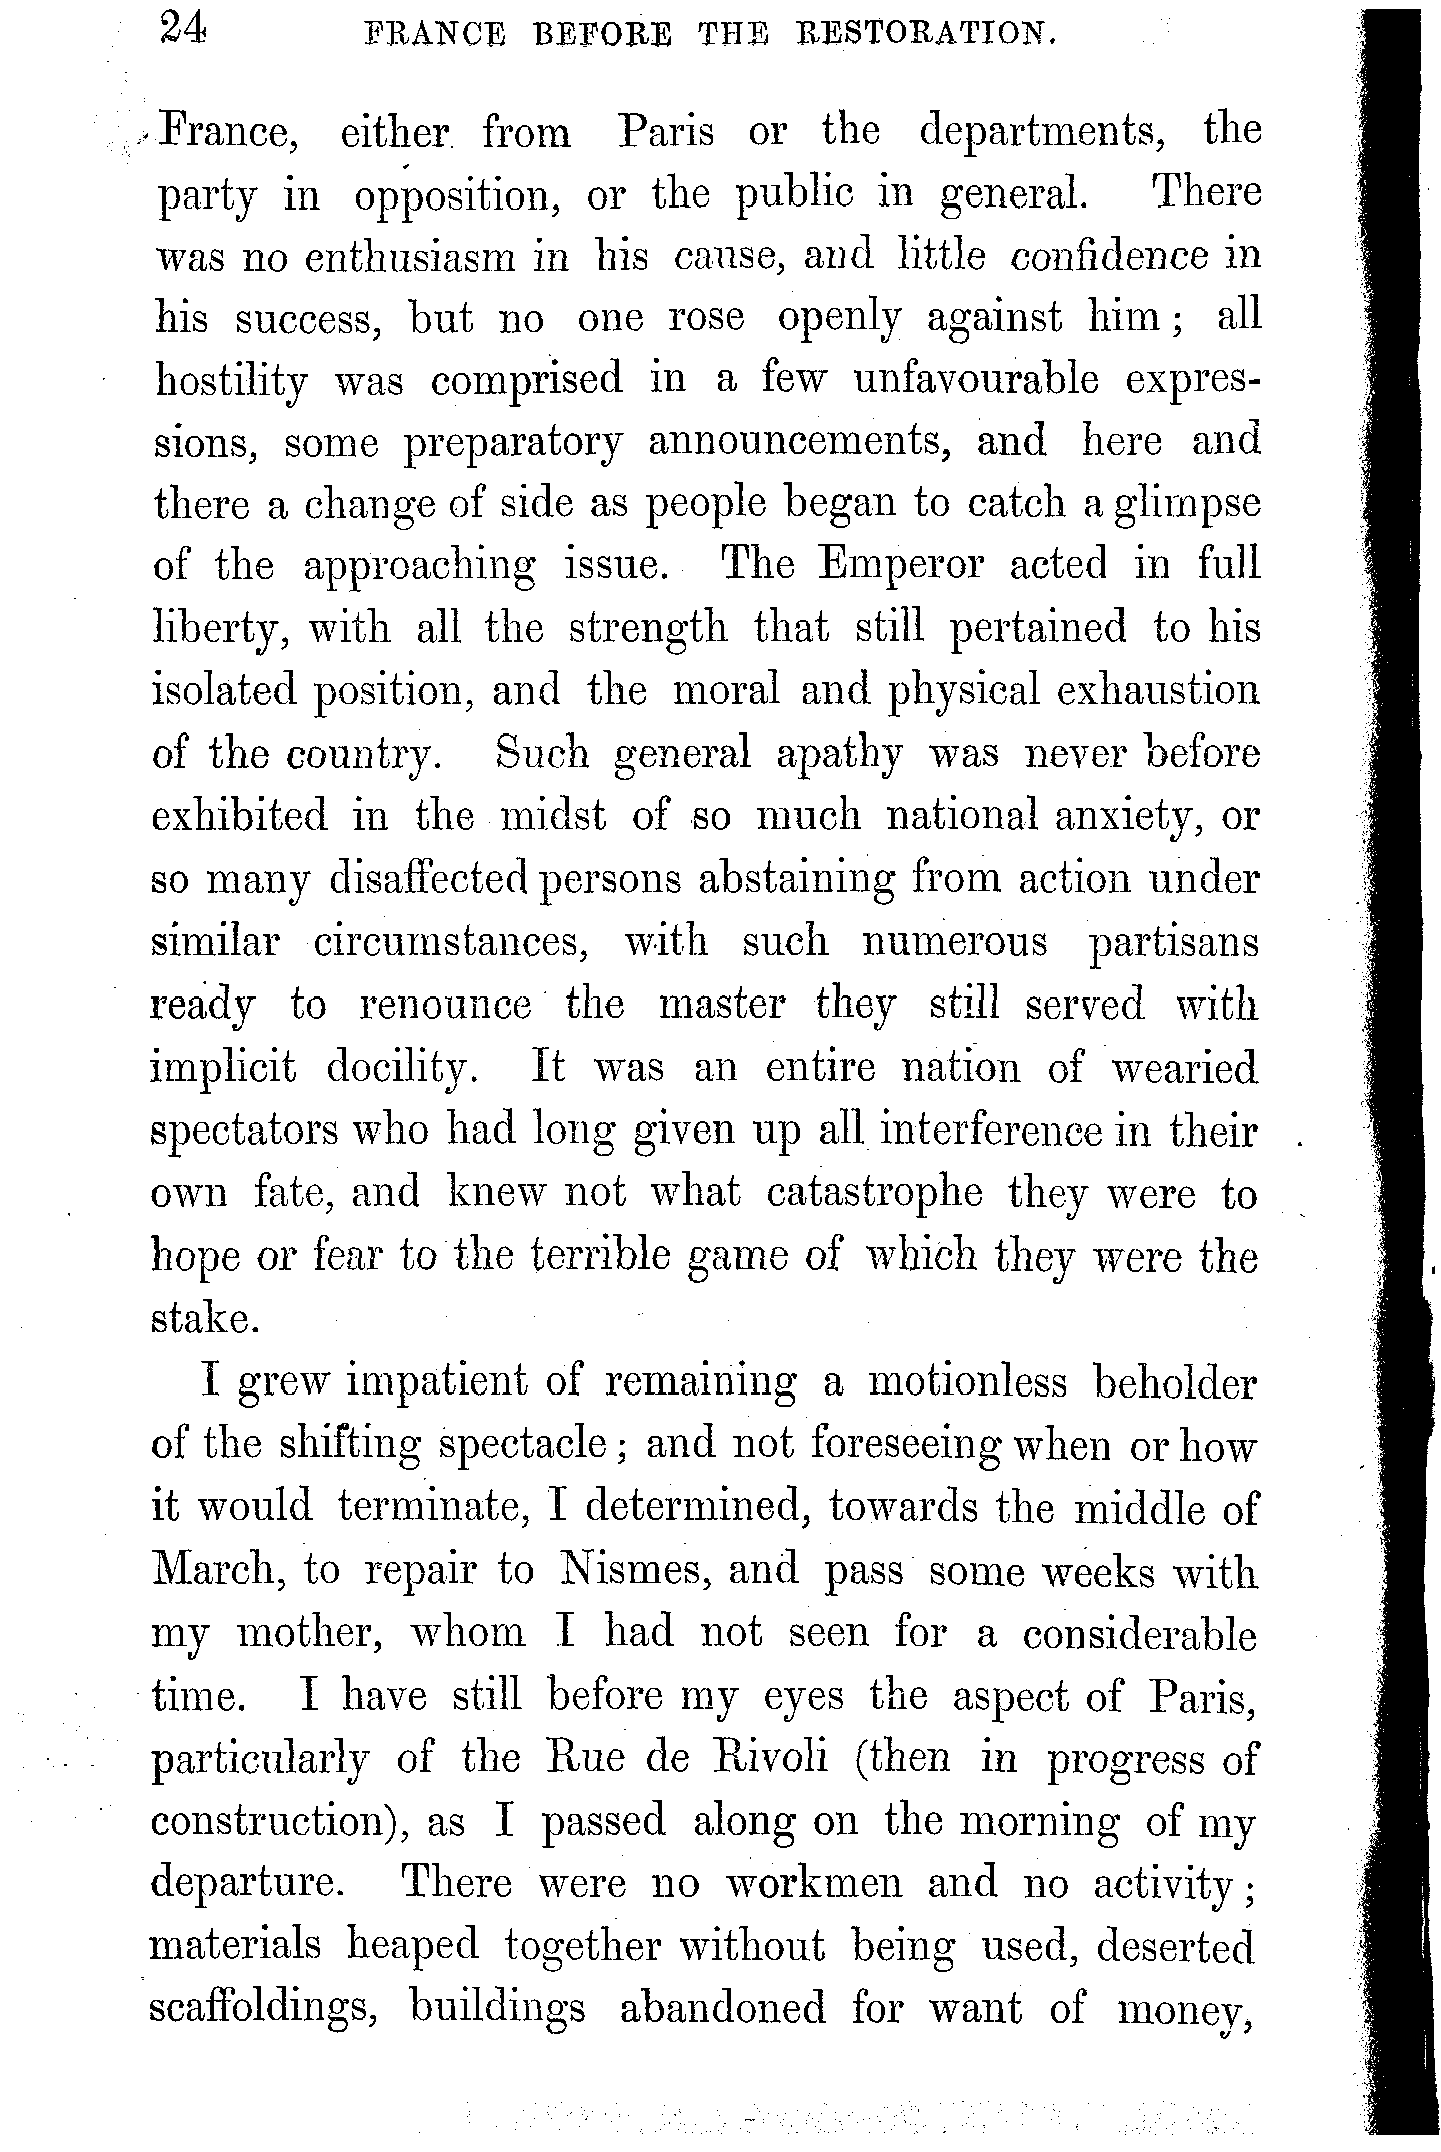 24 FRANCE BEFORE THE RESTORATION.
France, either from Paris or the departments, the
party in opposition, or the public in general. There
was no enthusiasm in his cause, and little confidence in
his success, but no one rose openly against him; all
hostility was comprised in a few unfavourable expres-
sions, some preparatory announcements, and here and
there a change of side as people began to catch a glimpse
of the approaching issue. The Emperor acted in full
liberty, with all the strength that still pertained to his
isolated position, and the moral and physical exhaustion
of the country. Such general apathy was never before
exhibited in the midst of so much national anxiety, or
so many disaffected persons abstaining from action under
similar circumstances, with such numerous partisans
ready to renounce the master they still served with
implicit docility. It was an entire nation of wearied
spectators who had long given up all interference in their
own fate, and knew not what catastrophe they were to
hope or fear to the terrible game of which they were the
stake.
I grew impatient of remaining a motionless beholder
of the shifting spectacle; and not foreseeing when or how
it would terminate, I determined, towards the middle of
March, to repair to Nismes, and pass some weeks with
my mother, whom I had not seen for a considerable
time. I have still before my eyes the aspect of Paris,
particularly of the Rue de Rivoli (then in progress of
construction), as I passed along on the morning of my
departure. There were no workmen and no activity;
materials heaped together without being used, deserted
scaffoldings, buildings abandoned for want of money,